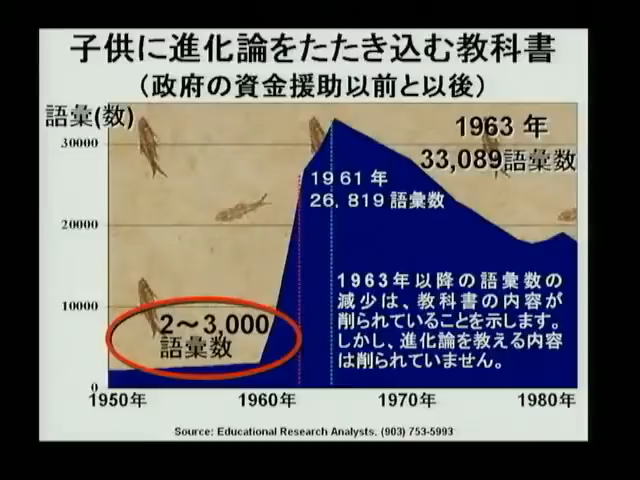 子供に進化論をたたき込む教科書
（政府の資金援助以前と以後）
語彙(数)
30000
20000
10000
0
1963 年
33,089語彙数
1961年
26,819 語彙数
2～3,000
語彙数
1963年以降の語彙数の
減少は、教科書の内容が
削られていることを示します。
しかし、進化論を教える内容
は削られていません。
1950年 1960年 1970年 1980年
Source: Educational Research Analysts. (903) 753-5993